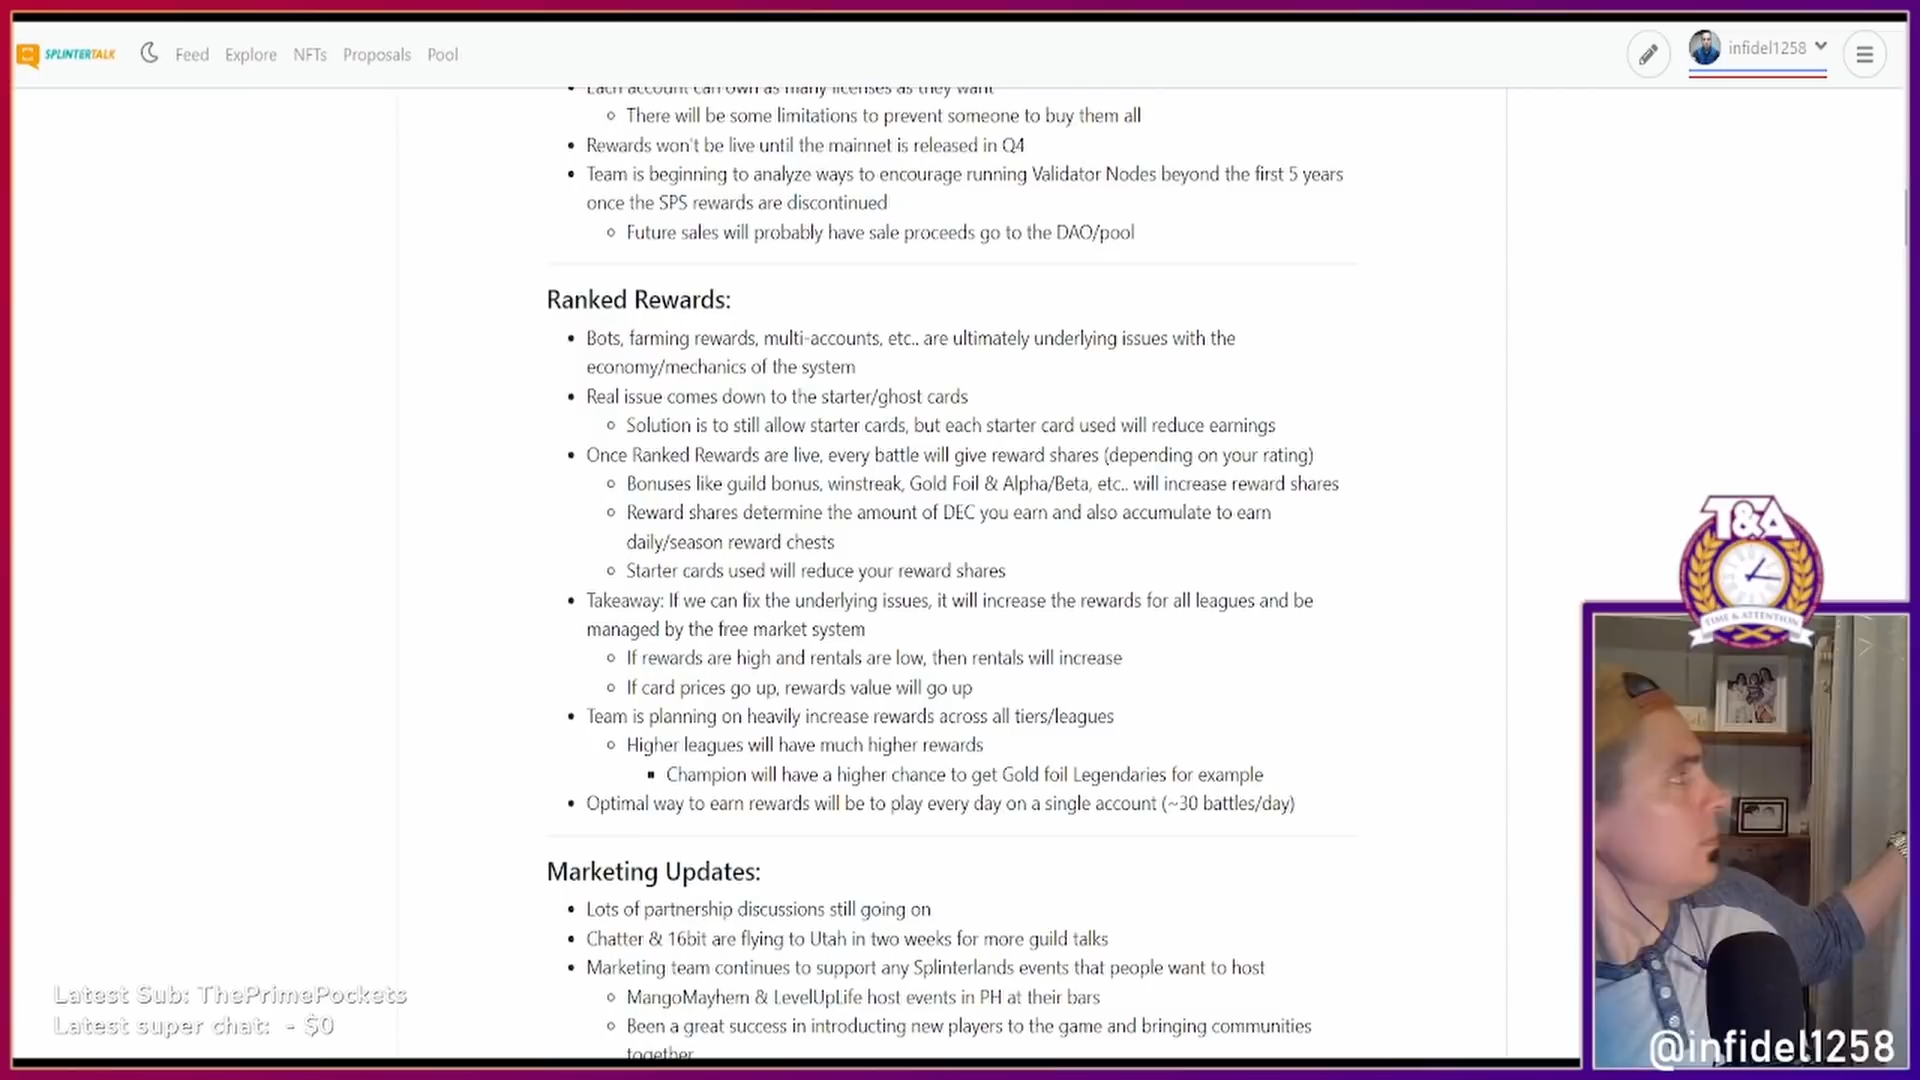 SPLINTERTALK Feed Explore NFTs Proposals Pool infidel1258
Each account can own as many licenses as they want
There will be some limitations to prevent someone to buy them all
Rewards won't be live until the mainnet is released in Q4
Team is beginning to analyze ways to encourage running Validator Nodes beyond the first 5 years
once the SPS rewards are discontinued
Future sales will probably have sale proceeds go to the DAO/pool
Ranked Rewards:
Bots, farming rewards, multi-accounts, etc.. are ultimately underlying issues with the
economy/mechanics of the system
Real issue comes down to the starter/ghost cards
Solution is to still allow starter cards, but each starter card used will reduce earnings
Once Ranked Rewards are live, every battle will give reward shares (depending on your rating)
Bonuses like guild bonus, winstreak, Gold Foil & Alpha/Beta, etc.. will increase reward shares
Reward shares determine the amount of DEC you earn and also accumulate to earn
daily/season reward chests
Starter cards used will reduce your reward shares
Takeaway: If we can fix the underlying issues, it will increase the rewards for all leagues and be
managed by the free market system
If rewards are high and rentals are low, then rentals will increase
If card prices go up, rewards value will go up
Team is planning on heavily increase rewards across all tiers/leagues
Higher leagues will have much higher rewards
Champion will have a higher chance to get Gold foil Legendaries for example
Optimal way to earn rewards will be to play every day on a single account (~30 battles/day)
Marketing Updates:
Lots of partnership discussions still going on
Chatter & 16bit are flying to Utah in two weeks for more guild talks
Marketing team continues to support any Splinterlands events that people want to host
MangoMayhem & LevelUpLife host events in PH at their bars
Been a great success in introducting new players to the game and bringing communities
together
Latest Sub: ThePrimePockets
Latest super chat: - $0
T&A
TIME & ATTENTION
@infidel1258